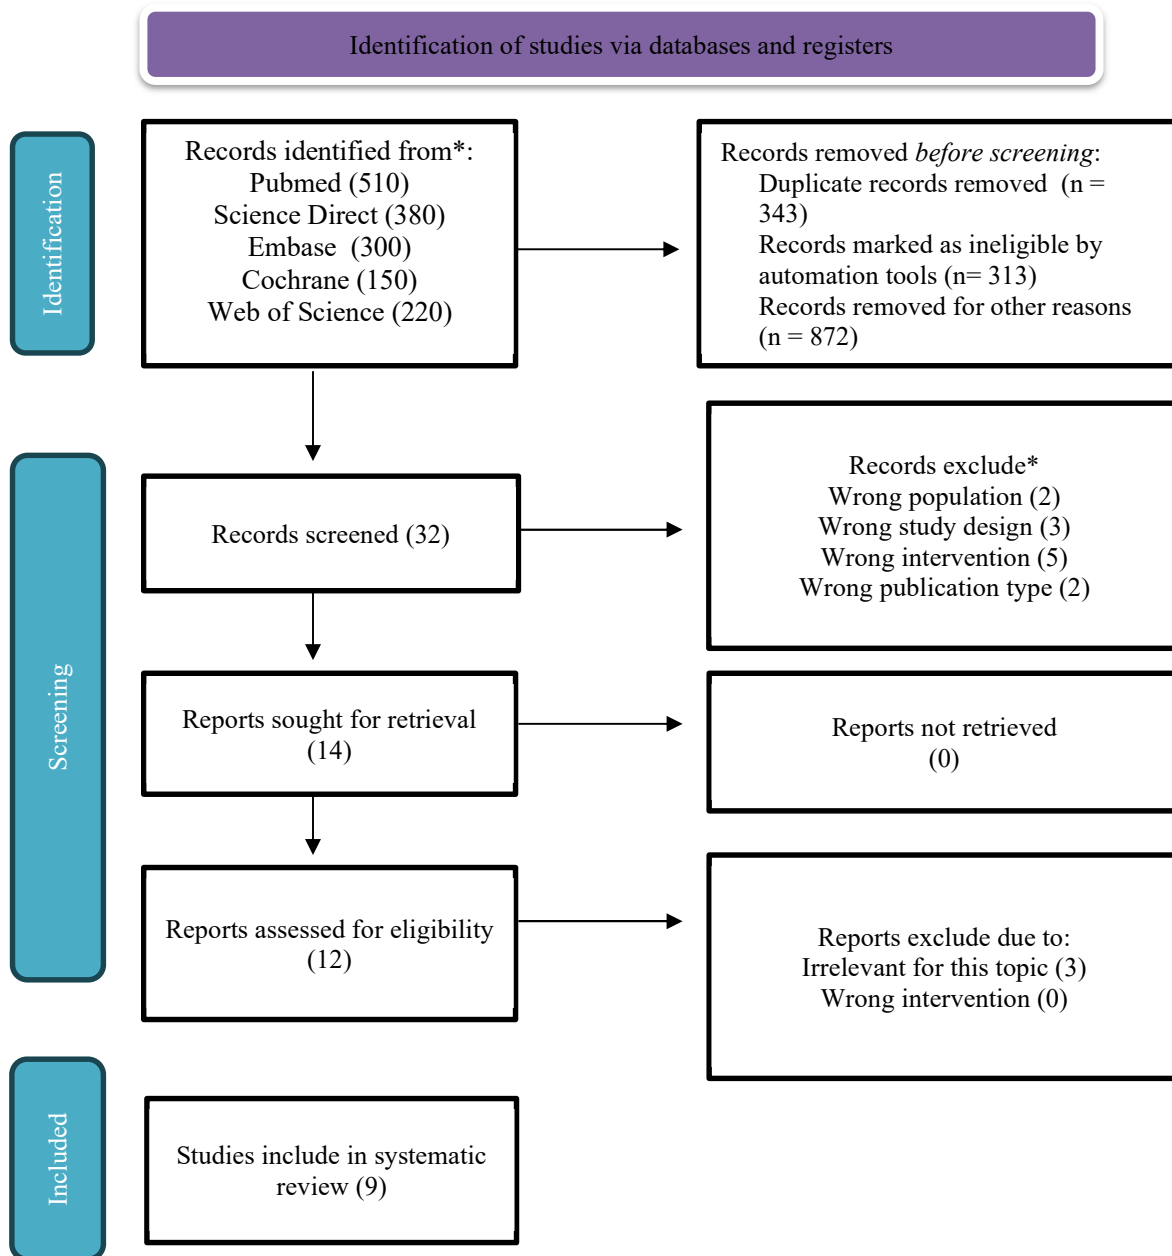 Identification of studies via databases and registers
Identification
Records identified from*:
Pubmed (510)
Science Direct (380)
Embase (300)
Cochrane (150)
Web of Science (220)
Records removed before screening:
Duplicate records removed (n =
343)
Records marked as ineligible by
automation tools (n= 313)
Records removed for other reasons
(n = 872)
Screening
Records screened (32)
Records exclude*
Wrong population (2)
Wrong study design (3)
Wrong intervention (5)
Wrong publication type (2)
Reports sought for retrieval
(14)
Reports not retrieved
(0)
Reports assessed for eligibility
(12)
Reports exclude due to:
Irrelevant for this topic (3)
Wrong intervention (0)
Included
Studies include in systematic
review (9)